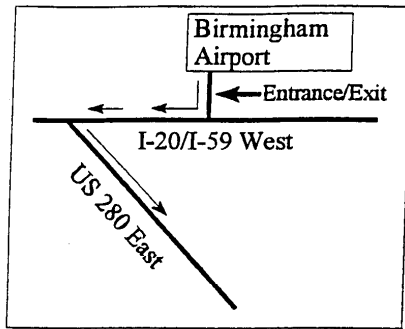 Birmingham
Airport
Entrance/Exit
I-20/I-59 West
US 280 East